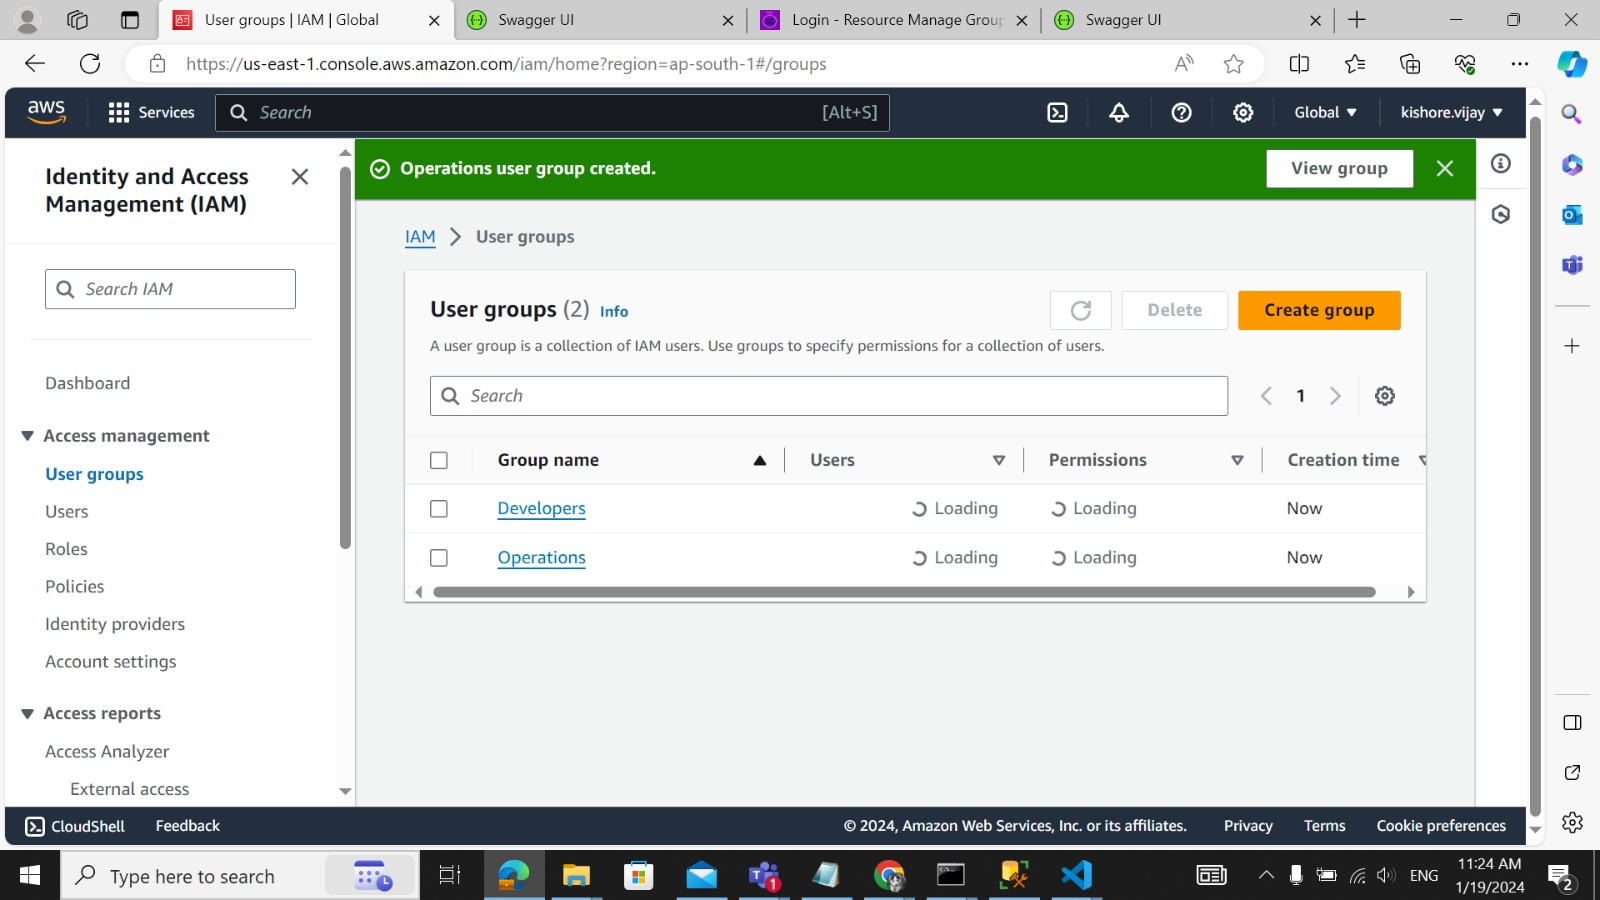 User groups | IAM | Global
Swagger UI
Login - Resource Manage Group
Swagger UI
https://us-east-1.console.aws.amazon.com/iam/home?region=ap-south-1#/groups
aws
Services
Search
[Alt+S]
Global
kishore.vijay
Identity and Access
Management (IAM)
Search IAM
Dashboard
Access management
User groups
Users
Roles
Policies
Identity providers
Account settings
Access reports
Access Analyzer
External access
Operations user group created.
View group
IAM > User groups
User groups (2) Info
Delete
Create group
A user group is a collection of IAM users. Use groups to specify permissions for a collection of users.
Search
1
Group name Users Permissions Creation time
Developers Loading Loading Now
Operations Loading Loading Now
CloudShell
Feedback
© 2024, Amazon Web Services, Inc. or its affiliates.
Privacy
Terms
Cookie preferences
Type here to search
1
ENG
11:24 AM
1/19/2024
2